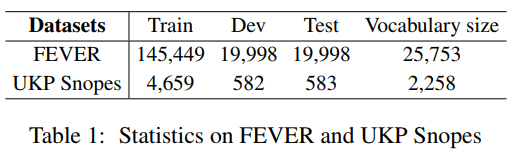 Datasets Train Dev Test Vocabulary size
FEVER 145,449 19,998 19,998 25,753
UKP Snopes 4,659 582 583 2,258
Table 1: Statistics on FEVER and UKP Snopes